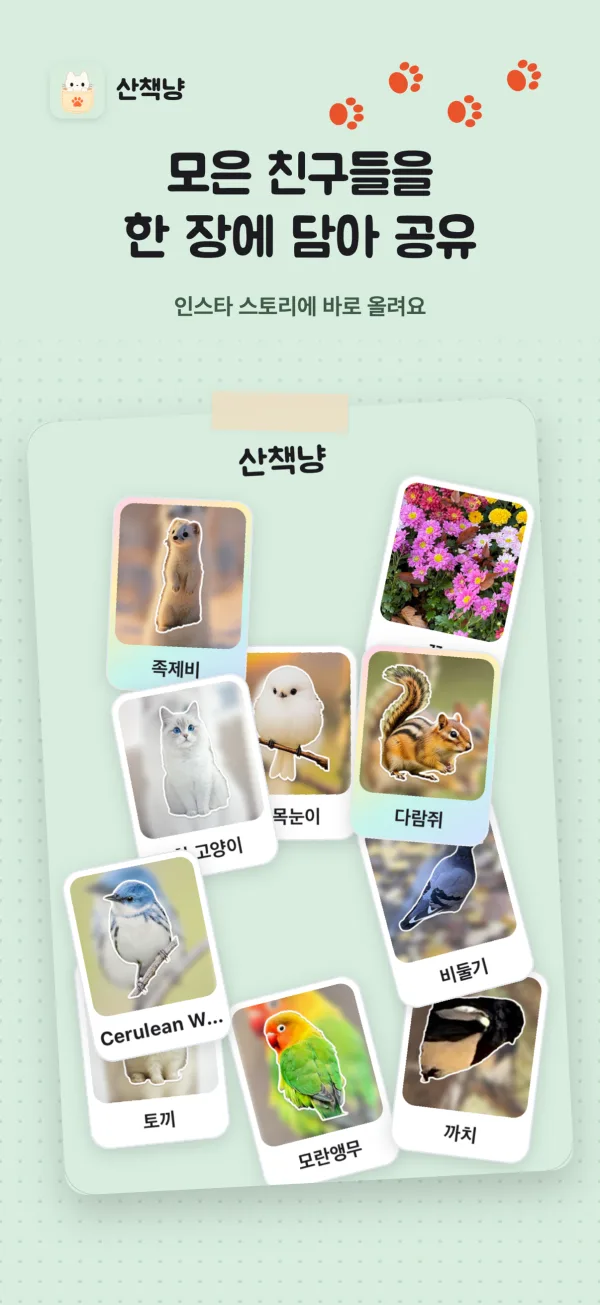 산책냥
모은 친구들을
한 장에 담아 공유
인스타 스토리에 바로 올려요
산책냥
족제비
목눈이
다람쥐
고양이
비둘기
Cerulean W...
토끼
모란앵무
까치